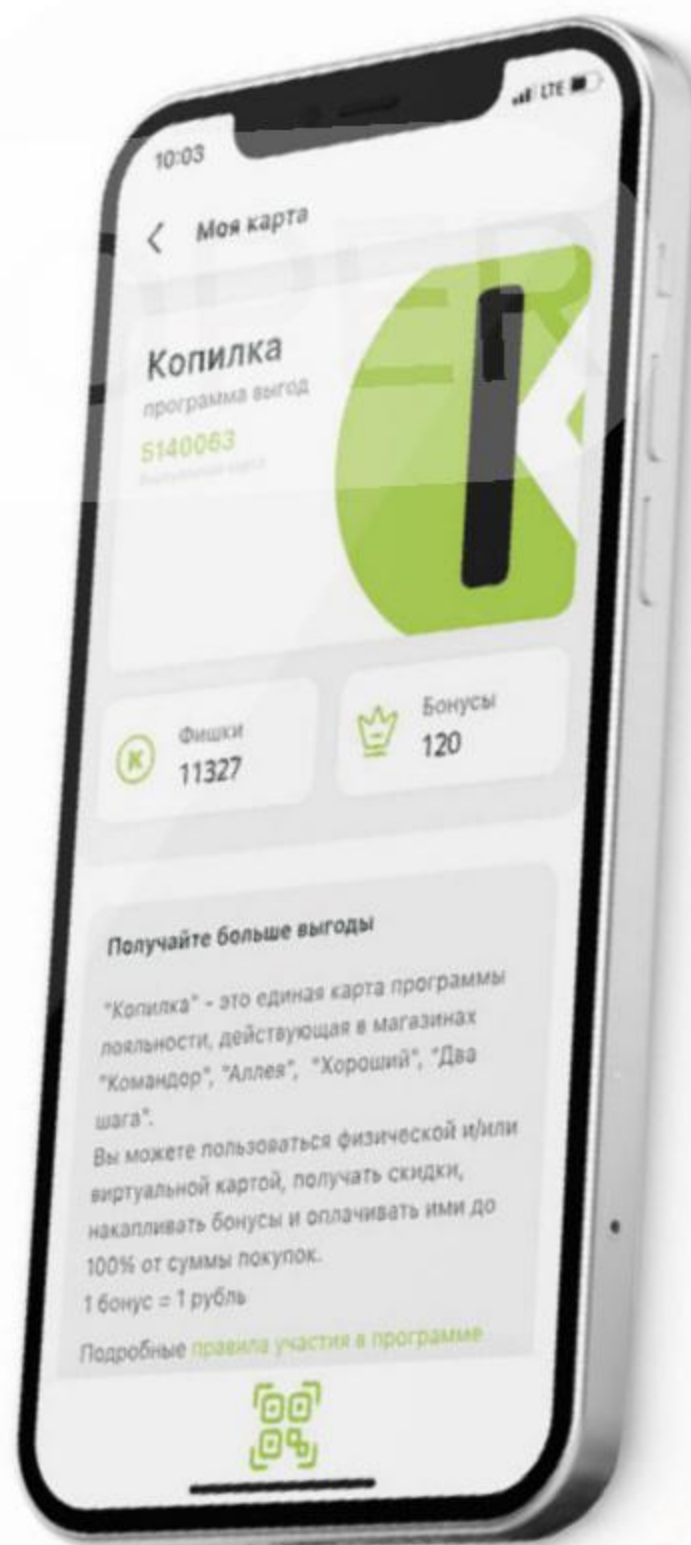 10:03
LTE
Моя карта
Копилка
программа выгод
5140063
Виртуальная карта
Фишки
11327
Бонусы
120
Получайте больше выгоды
"Копилка" - это единая карта программы
лояльности, действующая в магазинах
"Командор", "Аллея", "Хороший", "Два
шага".
Вы можете пользоваться физической и/или
виртуальной картой, получать скидки,
накапливать бонусы и оплачивать ими до
100% от суммы покупок.
1 бонус = 1 рубль
Подробные правила участия в программе